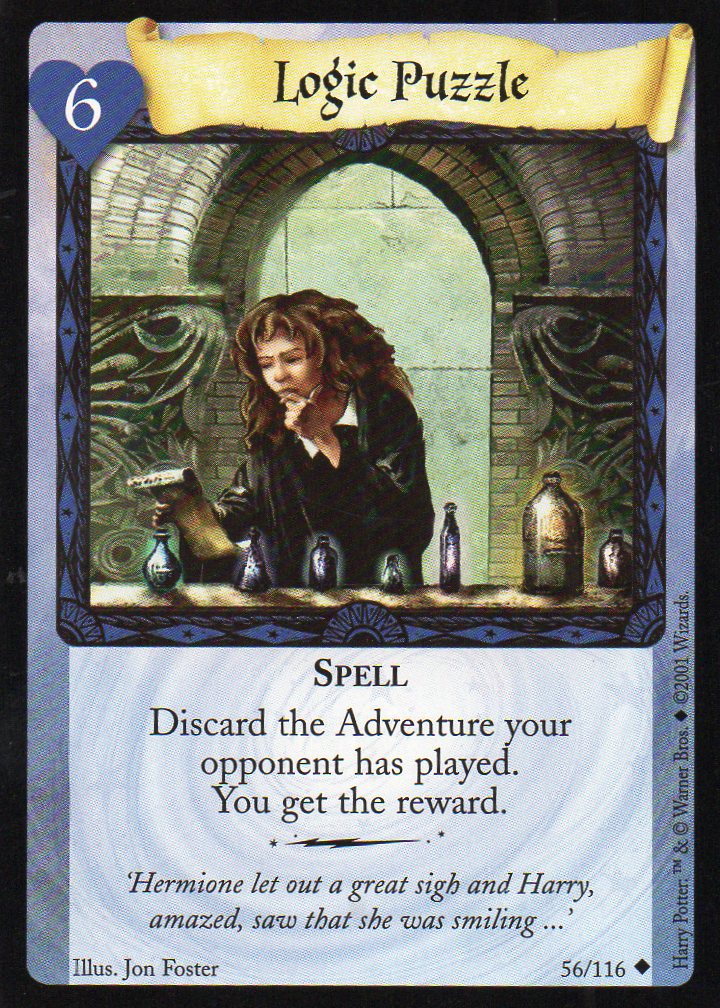 6
Logic Puzzle
SPELL
Discard the Adventure your
opponent has played.
You get the reward.
‘Hermione let out a great sigh and Harry,
amazed, saw that she was smiling ...’
Illus. Jon Foster
56/116 ◆
Harry Potter: ™ & © Warner Bros. ◆ ©2001 Wizards.